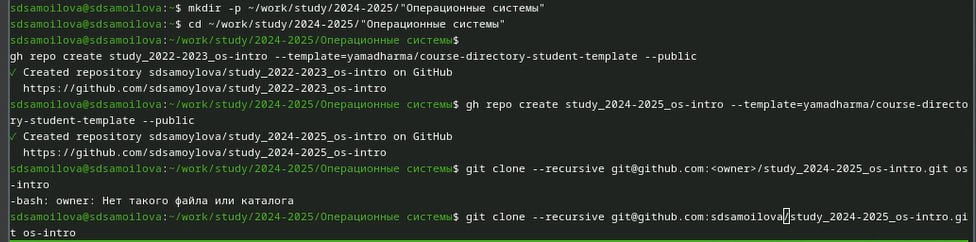 sdsamoilova@sdsamoilova:~$ mkdir -p ~/work/study/2024-2025/"Операционные системы"
sdsamoilova@sdsamoilova:~$ cd ~/work/study/2024-2025/"Операционные системы"
sdsamoilova@sdsamoilova:~/work/study/2024-2025/Операционные системы$
gh repo create study_2022-2023_os-intro --template=yamadharma/course-directory-student-template --public
✓ Created repository sdsamoylova/study_2022-2023_os-intro on GitHub
https://github.com/sdsamoylova/study_2022-2023_os-intro
sdsamoilova@sdsamoilova:~/work/study/2024-2025/Операционные системы$ gh repo create study_2024-2025_os-intro --template=yamadharma/course-directo
ry-student-template --public
✓ Created repository sdsamoylova/study_2024-2025_os-intro on GitHub
https://github.com/sdsamoylova/study_2024-2025_os-intro
sdsamoilova@sdsamoilova:~/work/study/2024-2025/Операционные системы$ git clone --recursive git@github.com:<owner>/study_2024-2025_os-intro.git os
-intro
-bash: owner: Нет такого файла или каталога
sdsamoilova@sdsamoilova:~/work/study/2024-2025/Операционные системы$ git clone --recursive git@github.com:sdsamoilova/study_2024-2025_os-intro.gi
t os-intro